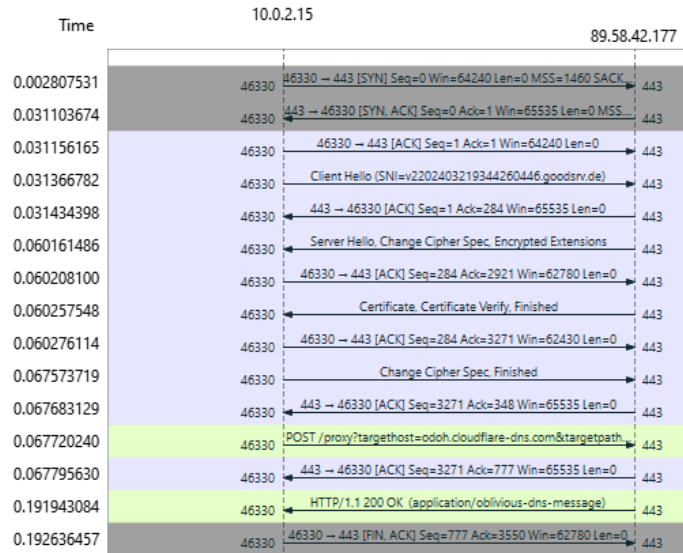 Time 10.0.2.15 89.58.42.177
0.002807531 46330 46330 → 443 [SYN] Seq=0 Win=64240 Len=0 MSS=1460 SACK... 443
0.031103674 46330 443 → 46330 [SYN, ACK] Seq=0 Ack=1 Win=65535 Len=0 MSS... 443
0.031156165 46330 46330 → 443 [ACK] Seq=1 Ack=1 Win=64240 Len=0 443
0.031366782 46330 Client Hello (SNI=v2202403219344260446.goodsrv.de) 443
0.031434398 46330 443 → 46330 [ACK] Seq=1 Ack=284 Win=65535 Len=0 443
0.060161486 46330 Server Hello, Change Cipher Spec, Encrypted Extensions 443
0.060208100 46330 46330 → 443 [ACK] Seq=284 Ack=2921 Win=62780 Len=0 443
0.060257548 46330 Certificate, Certificate Verify, Finished 443
0.060276114 46330 46330 → 443 [ACK] Seq=284 Ack=3271 Win=62430 Len=0 443
0.067573719 46330 Change Cipher Spec, Finished 443
0.067683129 46330 443 → 46330 [ACK] Seq=3271 Ack=348 Win=65535 Len=0 443
0.067720240 46330 POST /proxy?targethost=odoh.cloudflare-dns.com&targetpath... 443
0.067795630 46330 443 → 46330 [ACK] Seq=3271 Ack=777 Win=65535 Len=0 443
0.191943084 46330 HTTP/1.1 200 OK (application/oblivious-dns-message) 443
0.192636457 46330 46330 → 443 [FIN, ACK] Seq=777 Ack=3550 Win=62780 Len=0 443